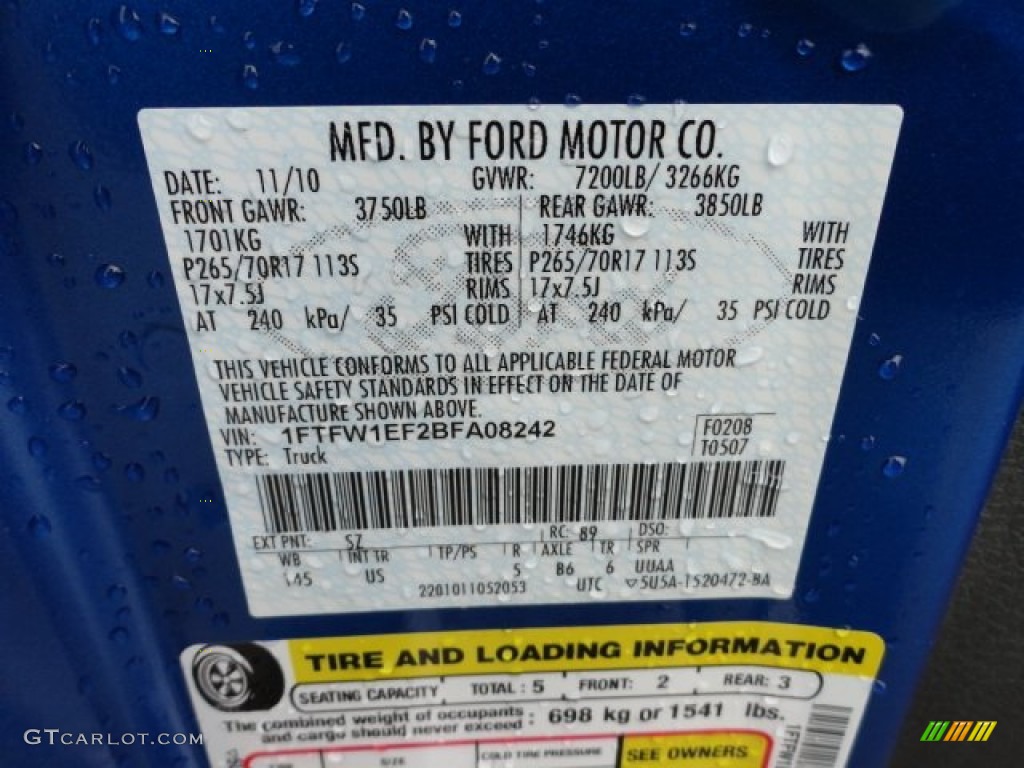 MFD. BY FORD MOTOR CO.
DATE: 11/10 GVWR: 7200LB/ 3266KG
FRONT GAWR: 3750LB REAR GAWR: 3850LB
1701KG WITH 1746KG WITH
P265/70R17 113S TIRES P265/70R17 113S TIRES
17x7.5J RIMS 17x7.5J RIMS
AT 240 kPa/ 35 PSI COLD AT 240 kPa/ 35 PSI COLD
THIS VEHICLE CONFORMS TO ALL APPLICABLE FEDERAL MOTOR
VEHICLE SAFETY STANDARDS IN EFFECT ON THE DATE OF
MANUFACTURE SHOWN ABOVE.
VIN: 1FTFW1EF2BFA08242 F0208
TYPE: Truck T0507
EXT PNT: SZ RC: 89 DSO:
WB INT TR TP/PS R AXLE TR SPR
145 US 5 B6 6 UUAA
2201011052053 UTC ▽5U5A-1520472-BA
TIRE AND LOADING INFORMATION
SEATING CAPACITY TOTAL : 5 FRONT: 2 REAR: 3
The combined weight of occupants
and cargo should never exceed : 698 kg or 1541 lbs.
SIZE COLD TIRE PRESSURE SEE OWNERS
GTCARLOT.COM